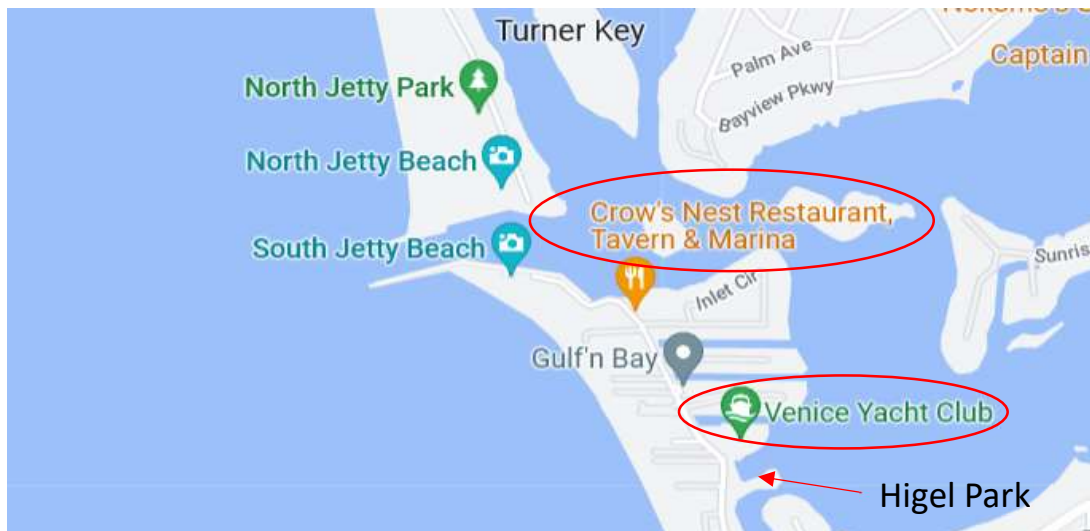 Turner Key
Captain
Palm Ave
North Jetty Park
Bayview Pkwy
North Jetty Beach
Crow's Nest Restaurant,
Tavern & Marina
South Jetty Beach
Sunris
Inlet Cir
Gulf'n Bay
Venice Yacht Club
Higel Park